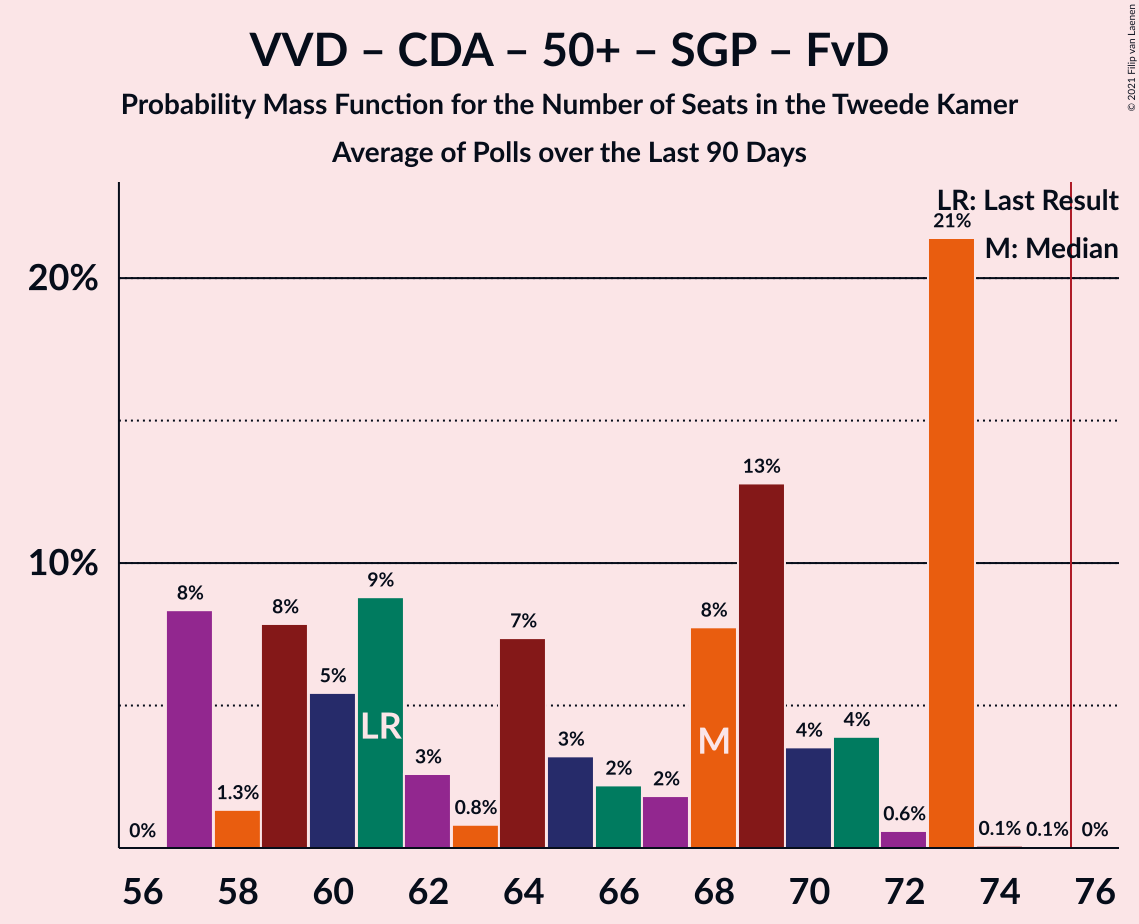 VVD – CDA – 50+ – SGP – FvD
Probability Mass Function for the Number of Seats in the Tweede Kamer
Average of Polls over the Last 90 Days
© 2021 Filip van Laenen
LR: Last Result
M: Median
20%
10%
0%
8%
1.3%
8%
5%
9%
3%
0.8%
7%
3%
2%
2%
8%
13%
4%
4%
0.6%
21%
0.1%
0.1%
0%
LR
M
56 58 60 62 64 66 68 70 72 74 76